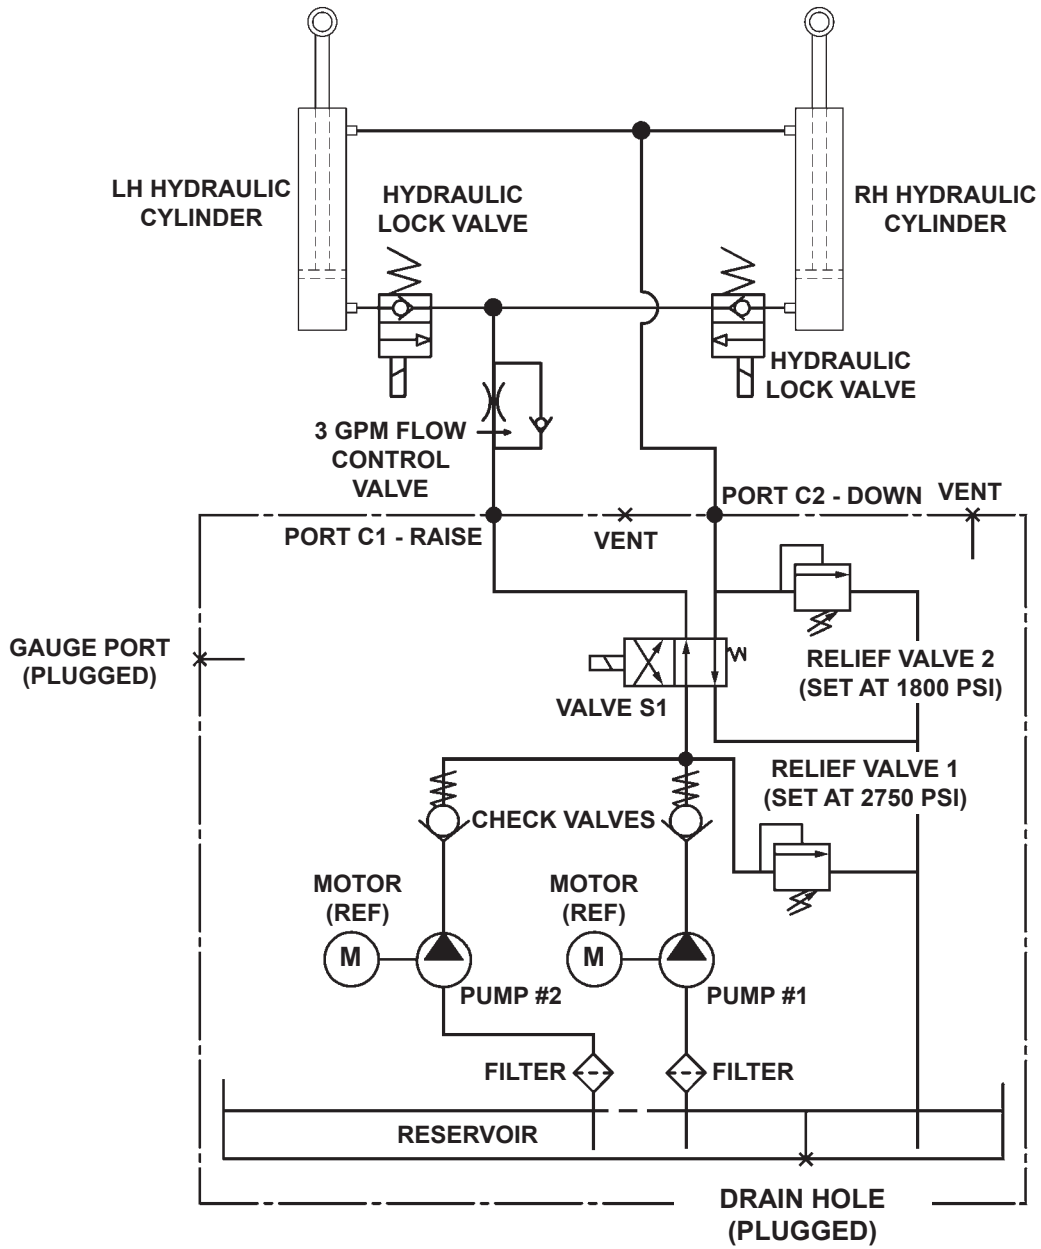 LH HYDRAULIC
CYLINDER
HYDRAULIC
LOCK VALVE
RH HYDRAULIC
CYLINDER
HYDRAULIC
LOCK VALVE
3 GPM FLOW
CONTROL
VALVE
PORT C2 - DOWN
VENT
PORT C1 - RAISE
VENT
GAUGE PORT
(PLUGGED)
RELIEF VALVE 2
(SET AT 1800 PSI)
VALVE S1
RELIEF VALVE 1
(SET AT 2750 PSI)
CHECK VALVES
MOTOR
(REF)
MOTOR
(REF)
M
M
PUMP #2
PUMP #1
FILTER
FILTER
RESERVOIR
DRAIN HOLE
(PLUGGED)